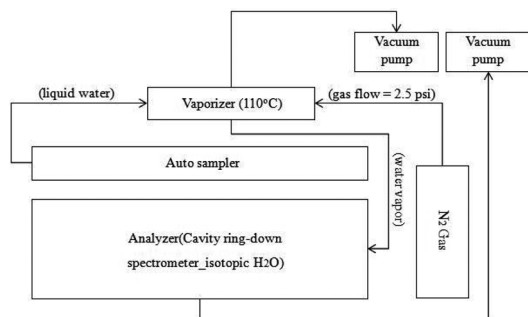 Vacuum
pump
Vacuum
pump
(liquid water)
Vaporizer (110°C)
(gas flow = 2.5 psi)
Auto sampler
(water vapor)
N2 Gas
Analyzer(Cavity ring-down
spectrometer_isotopic H2O)